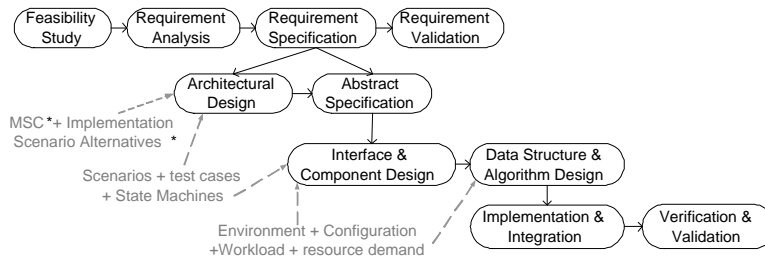 Feasibility
Study
Requirement
Analysis
Requirement
Specification
Requirement
Validation
Architectural
Design
Abstract
Specification
MSC *+ Implementation
Scenario Alternatives *
Interface &
Component Design
Data Structure &
Algorithm Design
Scenarios + test cases
+ State Machines
Environment + Configuration
+Workload + resource demand
Implementation &
Integration
Verification &
Validation